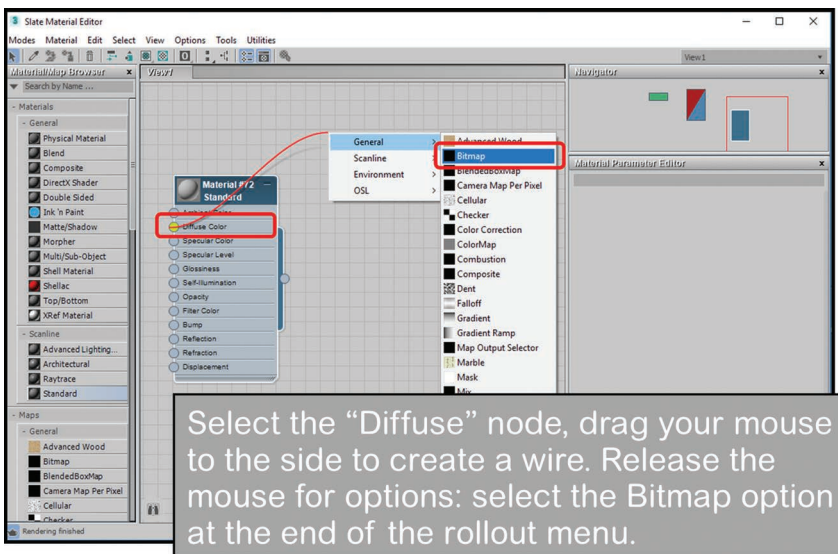 3 Slate Material Editor
Modes Material Edit Select View Options Tools Utilities
View1
Material/Map Browser x
View1
Navigator x
Search by Name ...
- Materials
- General
Physical Material
Blend
Composite
DirectX Shader
Double Sided
Ink 'n Paint
Matte/Shadow
Morpher
Multi/Sub-Object
Shell Material
Shellac
Top/Bottom
XRef Material
- Scanline
Advanced Lighting...
Architectural
Raytrace
Standard
- Maps
- General
Advanced Wood
Bitmap
BlendedBoxMap
Camera Map Per Pixel
Cellular
Checker
Rendering finished
Material #72
Standard
Ambient Color
Diffuse Color
Specular Color
Specular Level
Glossiness
Self-Illumination
Opacity
Filter Color
Bump
Reflection
Refraction
Displacement
General >
Scanline >
Environment >
OSL >
Advanced Wood
Bitmap
BlendedBoxMap
Camera Map Per Pixel
Cellular
Checker
Color Correction
ColorMap
Combustion
Composite
Dent
Falloff
Gradient
Gradient Ramp
Map Output Selector
Marble
Mask
Mix
Material Parameter Editor x
Select the “Diffuse” node, drag your mouse
to the side to create a wire. Release the
mouse for options: select the Bitmap option
at the end of the rollout menu.